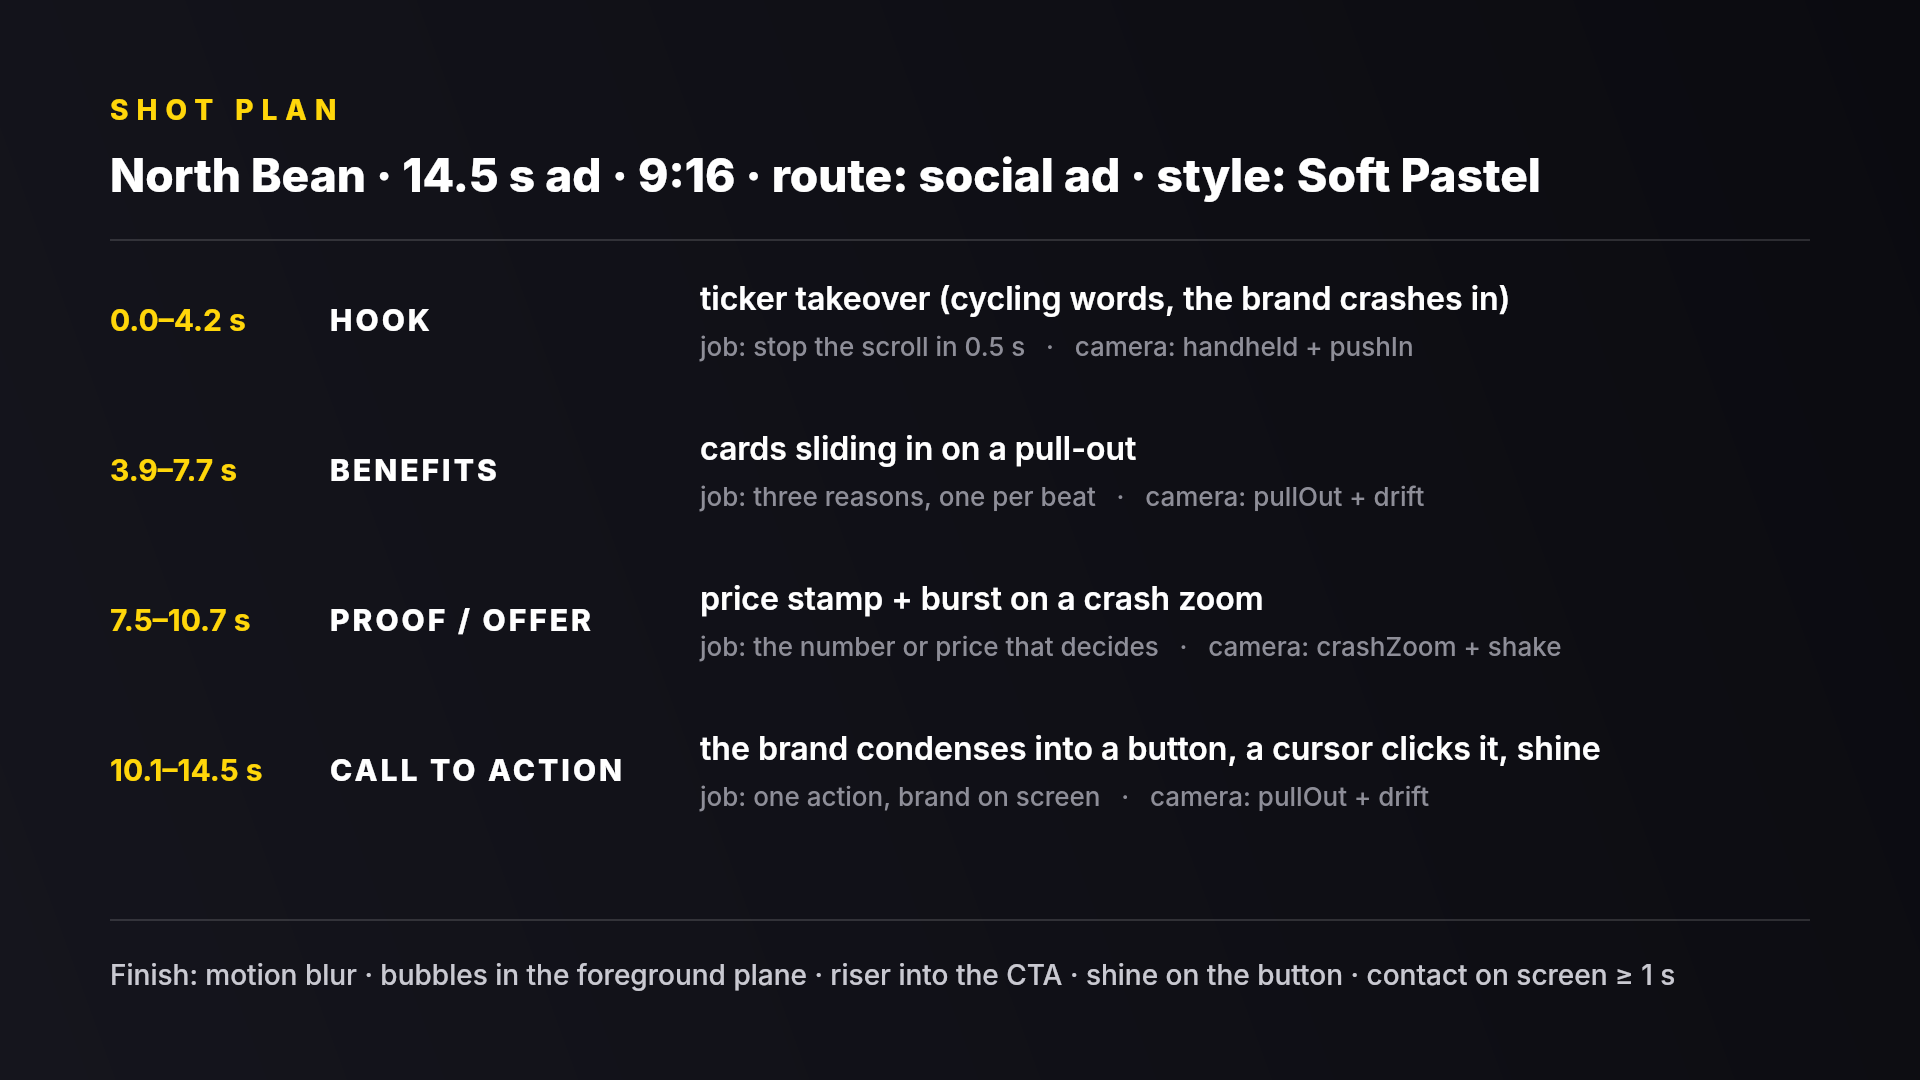 SHOT PLAN
North Bean · 14.5 s ad · 9:16 · route: social ad · style: Soft Pastel
0.0–4.2 s
HOOK
ticker takeover (cycling words, the brand crashes in)
job: stop the scroll in 0.5 s · camera: handheld + pushIn
3.9–7.7 s
BENEFITS
cards sliding in on a pull-out
job: three reasons, one per beat · camera: pullOut + drift
7.5–10.7 s
PROOF / OFFER
price stamp + burst on a crash zoom
job: the number or price that decides · camera: crashZoom + shake
10.1–14.5 s
CALL TO ACTION
the brand condenses into a button, a cursor clicks it, shine
job: one action, brand on screen · camera: pullOut + drift
Finish: motion blur · bubbles in the foreground plane · riser into the CTA · shine on the button · contact on screen ≥ 1 s